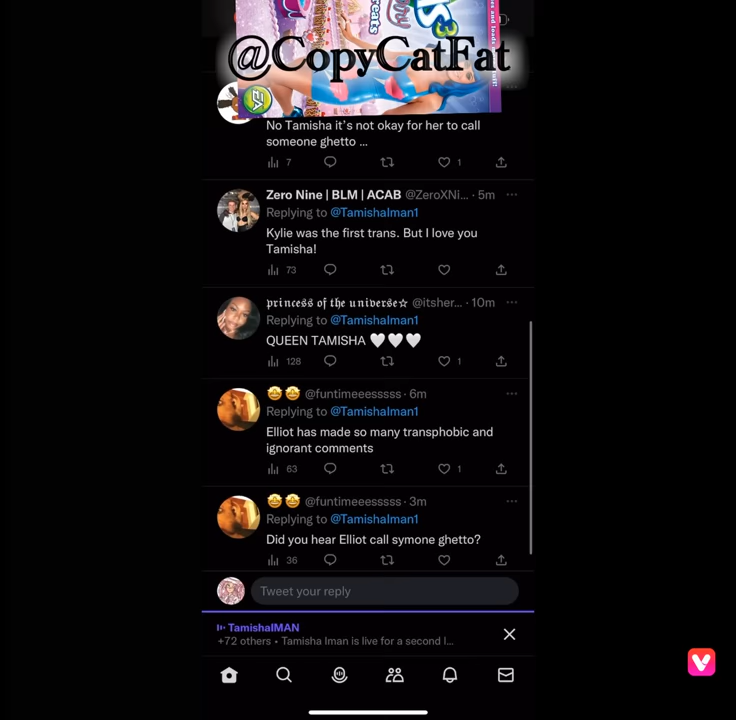 @CopyCatFat
No Tamisha it's not okay for her to call
someone ghetto ...
7 1
Zero Nine | BLM | ACAB @ZeroXNi... · 5m
Replying to @TamishaIman1
Kylie was the first trans. But I love you
Tamisha!
73
𝖕𝖗𝖎𝖓𝖈𝖊𝖘𝖘 𝖔𝖋 𝖙𝖍𝖊 𝖚𝖓𝖎𝖛𝖊𝖗𝖘𝖊☆ @itsher... · 10m
Replying to @TamishaIman1
QUEEN TAMISHA 🤍🤍🤍
128 1
🤩🤩 @funtimeeesssss · 6m
Replying to @TamishaIman1
Elliot has made so many transphobic and
ignorant comments
63 1
🤩🤩 @funtimeeesssss · 3m
Replying to @TamishaIman1
Did you hear Elliot call symone ghetto?
36
Tweet your reply
TamishaIMAN
+72 others • Tamisha Iman is live for a second I...